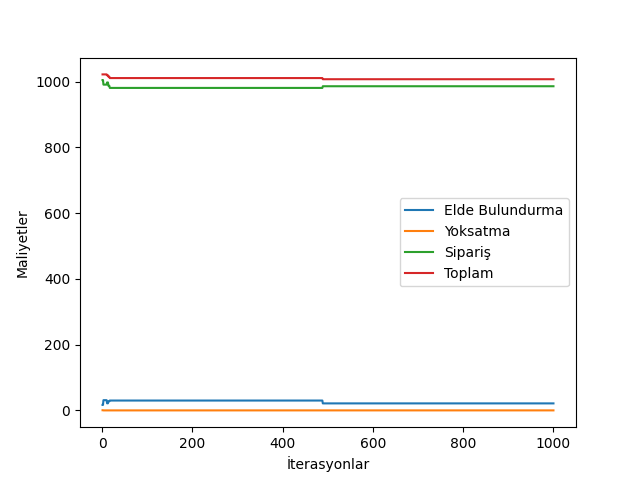 1000
800
600
400
200
0
Maliyetler
Elde Bulundurma
Yoksatma
Sipariş
Toplam
0 200 400 600 800 1000
İterasyonlar